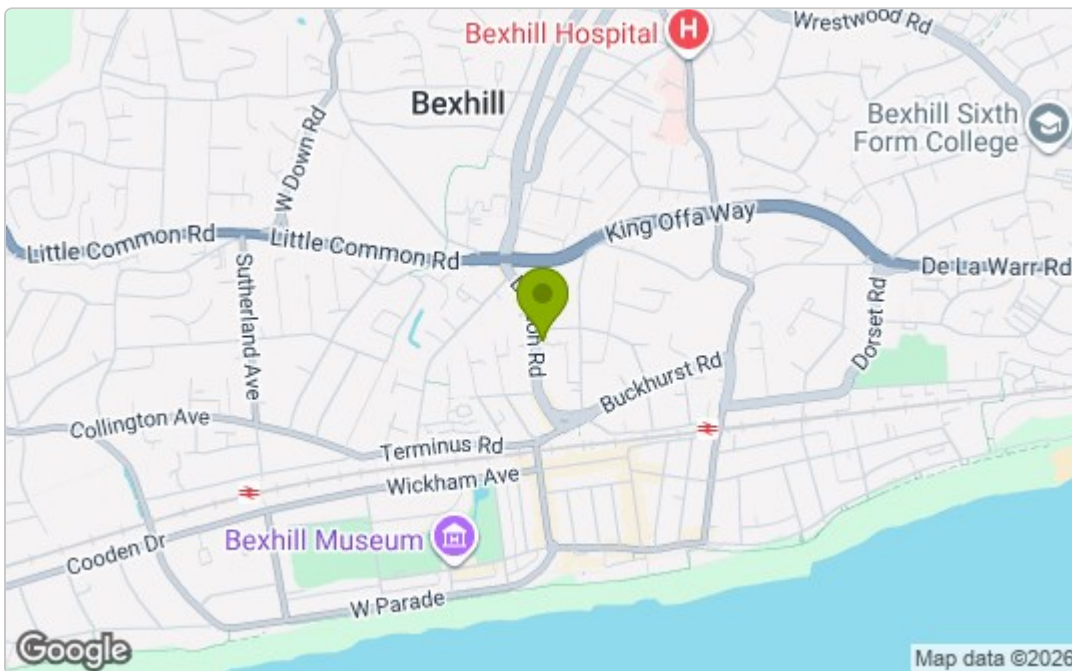 Bexhill Hospital
H
Wrestwood Rd
Bexhill
Bexhill Sixth
Form College
W Down Rd
King Offa Way
Little Common Rd
Little Common Rd
De La Warr Rd
Sutherland Ave
Dorset Rd
Buckhurst Rd
Collington Ave
Terminus Rd
Wickham Ave
Bexhill Museum
Cooden Dr
W Parade
Google
Map data ©2026